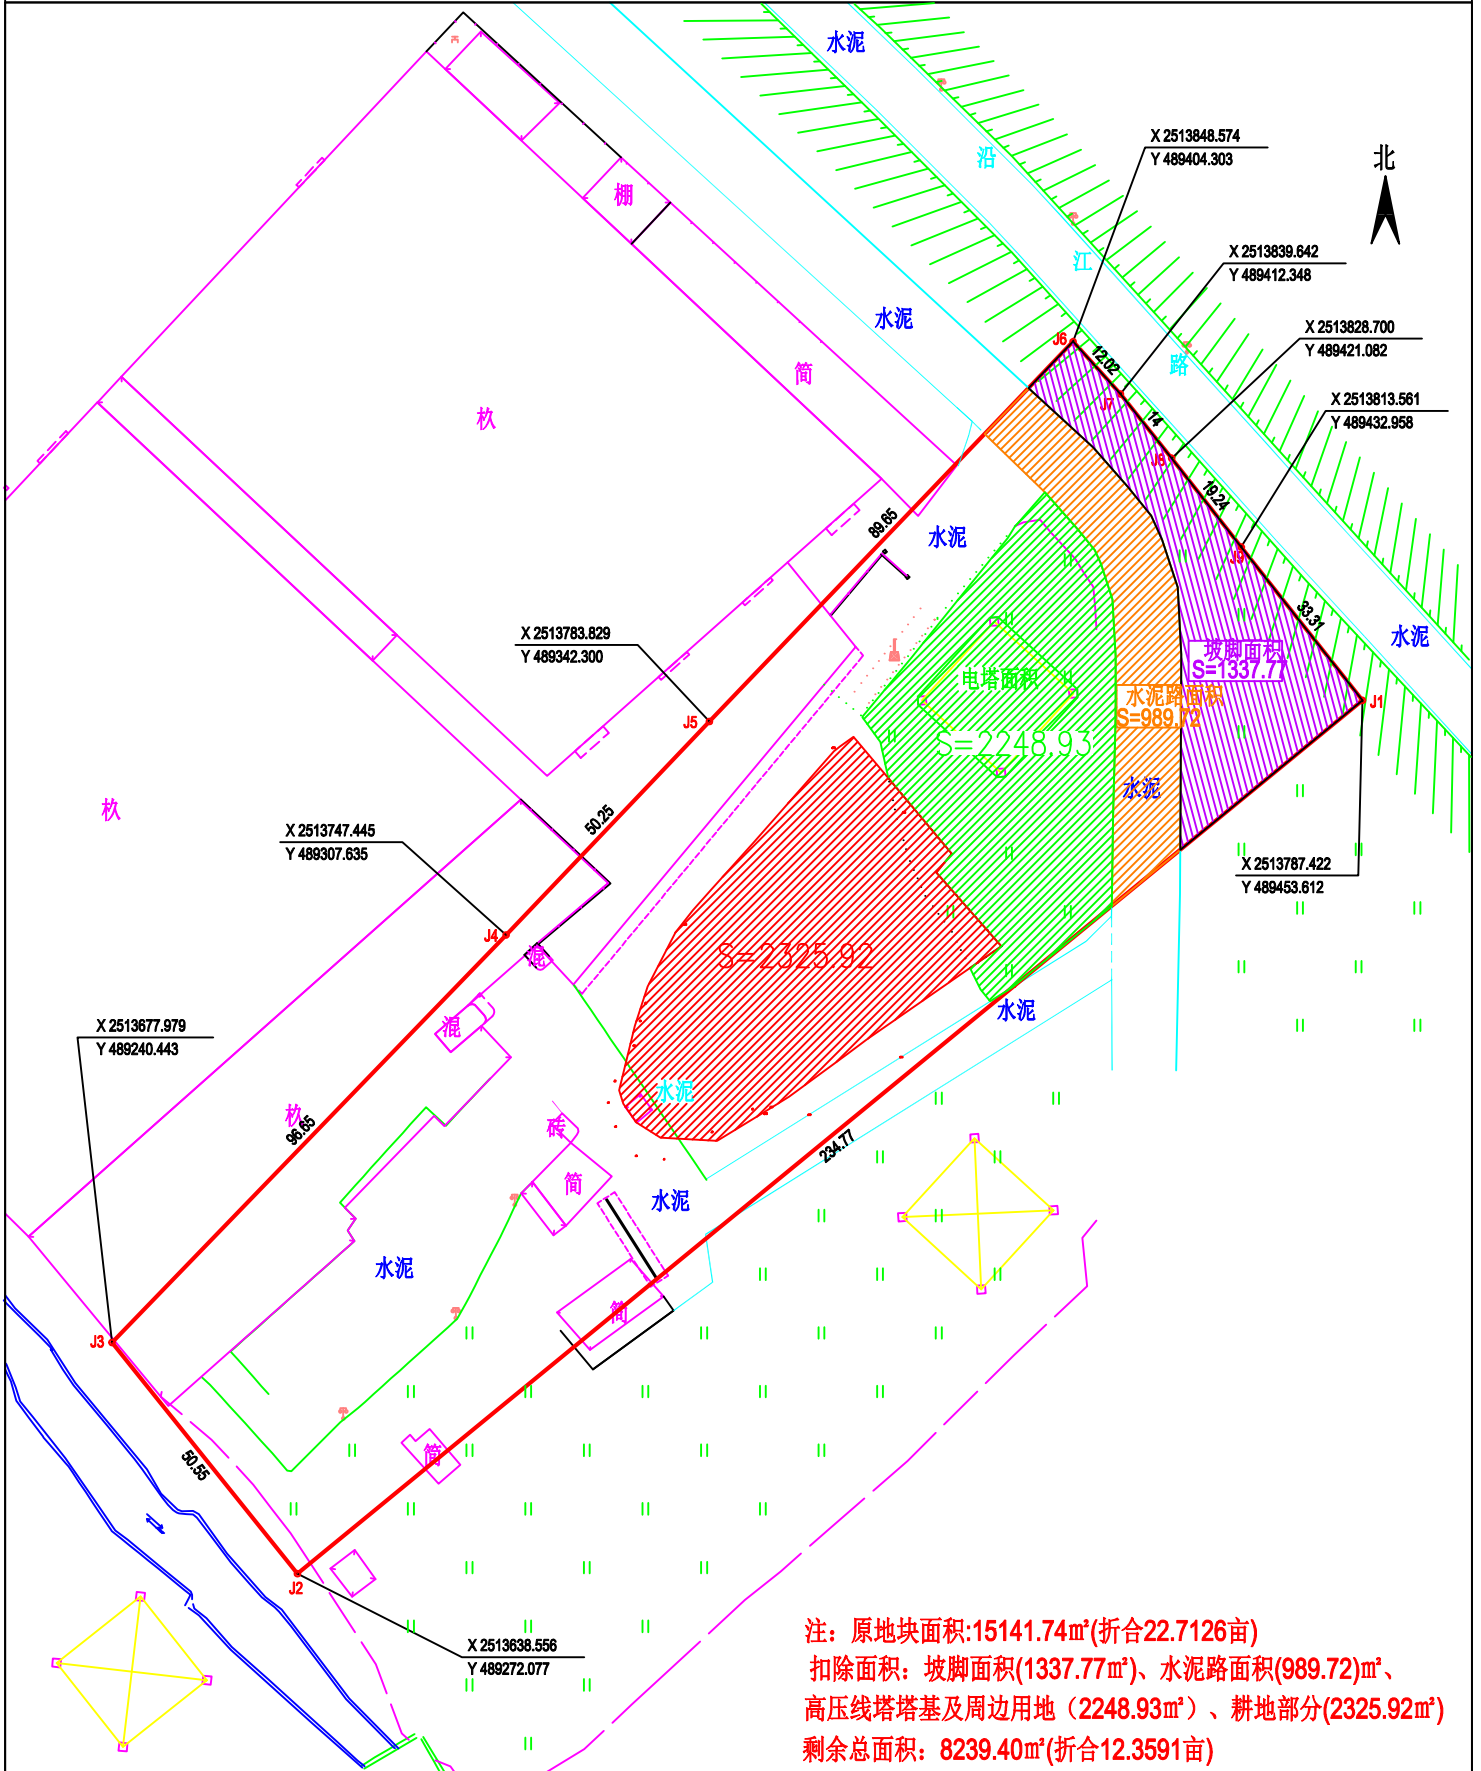 水泥
沿
江
路
北
X 2513848.574
Y 489404.303
X 2513839.642
Y 489412.348
X 2513828.700
Y 489421.082
X 2513813.561
Y 489432.958
棚
水泥
简
J6
12.02
J7
14
J8
19.24
J9
33.31
J1
水泥
89.65
水泥
X 2513783.829
Y 489342.300
J5
坡脚面积
S=1337.77
电塔面积
水泥路面积
S=989.72
S=2248.93
水泥
50.25
X 2513747.445
Y 489307.635
X 2513787.422
Y 489453.612
J4
混
S=2325.92
水泥
混
X 2513677.979
Y 489240.443
水泥
96.65
砖
234.77
简
水泥
水泥
简
J3
简
50.55
J2
X 2513638.556
Y 489272.077
注：原地块面积:15141.74㎡(折合22.7126亩)
扣除面积：坡脚面积(1337.77㎡)、水泥路面积(989.72)㎡、
高压线塔塔基及周边用地（2248.93㎡）、耕地部分(2325.92㎡)
剩余总面积：8239.40㎡(折合12.3591亩)